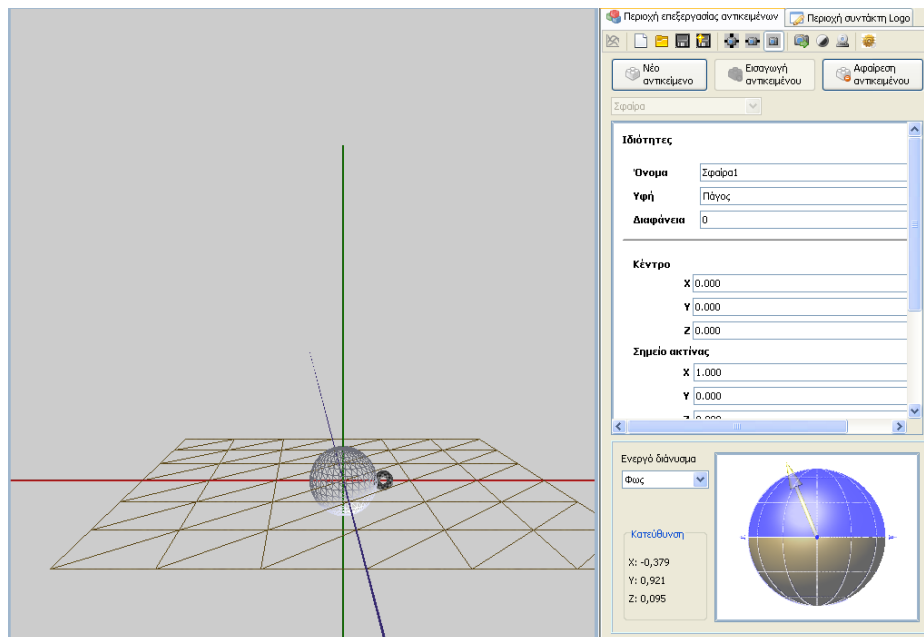 Περιοχή επεξεργασίας αντικειμένων
Περιοχή συντάκτη Logo
Νέο αντικείμενο
Εισαγωγή αντικειμένου
Αφαίρεση αντικειμένου
Σφαίρα
Ιδιότητες
Όνομα Σφαίρα1
Υφή Πάγος
Διαφάνεια 0
Κέντρο
X 0.000
Y 0.000
Z 0.000
Σημείο ακτίνας
X 1.000
Y 0.000
Z 0.000
Ενεργό διάνυσμα
Φως
Κατεύθυνση
X: -0,379
Y: 0,921
Z: 0,095